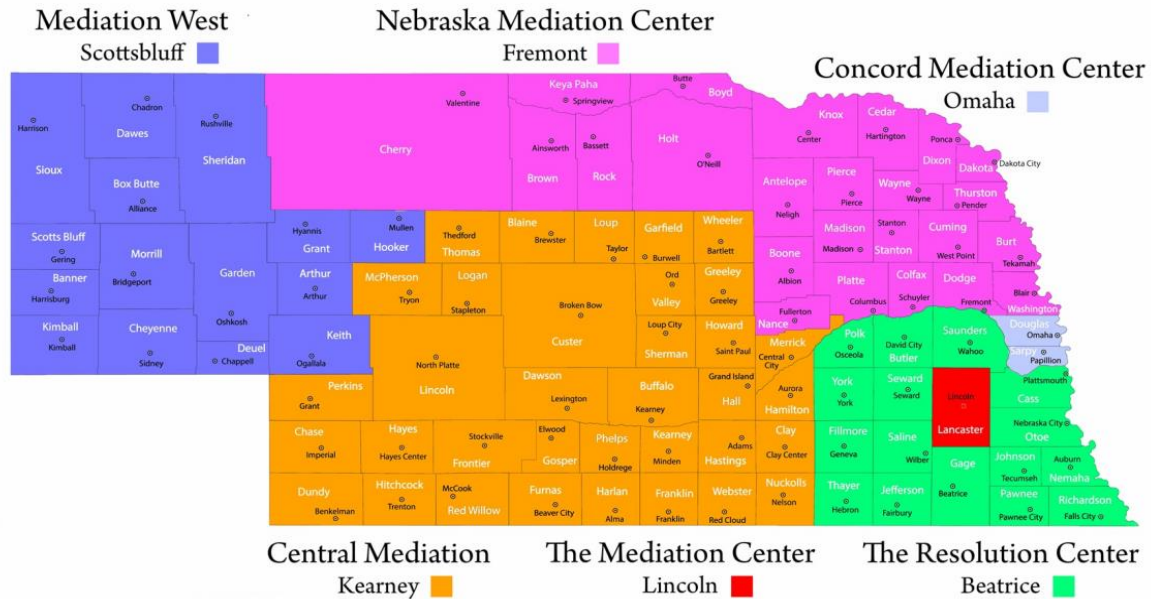 Mediation West
Scottsbluff
Nebraska Mediation Center
Fremont
Concord Mediation Center
Omaha
Harrison
Sioux
Chadron
Dawes
Rushville
Sheridan
Box Butte
Alliance
Scotts Bluff
Gering
Banner
Harrisburg
Morrill
Bridgeport
Garden
Oshkosh
Kimball
Kimball
Cheyenne
Sidney
Deuel
Chappell
Hyannis
Grant
Mullen
Hooker
Arthur
Arthur
Keith
Ogallala
Cherry
Valentine
Keya Paha
Springview
Butte
Boyd
Ainsworth
Brown
Bassett
Rock
Holt
O'Neill
Knox
Center
Cedar
Hartington
Ponca
Dixon
Dakota
Dakota City
Antelope
Neligh
Pierce
Pierce
Wayne
Wayne
Thurston
Pender
Madison
Madison
Stanton
Stanton
Cuming
West Point
Burt
Tekamah
Boone
Albion
Platte
Columbus
Colfax
Schuyler
Dodge
Fremont
Blair
Washington
Fullerton
Nance
Thedford
Thomas
Blaine
Brewster
Loup
Taylor
Garfield
Burwell
Wheeler
Bartlett
McPherson
Tryon
Logan
Stapleton
Broken Bow
Custer
Ord
Valley
Greeley
Greeley
Loup City
Sherman
Howard
Saint Paul
Merrick
Central
City
Perkins
Grant
North Platte
Lincoln
Dawson
Lexington
Buffalo
Kearney
Grand Island
Hall
Aurora
Hamilton
Chase
Imperial
Hayes
Hayes Center
Stockville
Frontier
Elwood
Gosper
Phelps
Holdrege
Kearney
Minden
Adams
Hastings
Clay
Clay Center
Dundy
Benkelman
Hitchcock
Trenton
McCook
Red Willow
Furnas
Beaver City
Harlan
Alma
Franklin
Franklin
Webster
Red Cloud
Nuckolls
Nelson
Polk
Osceola
David City
Butler
Saunders
Wahoo
Douglas
Omaha
Sarpy
Papillion
York
York
Seward
Seward
Lincoln
Lancaster
Plattsmouth
Cass
Fillmore
Geneva
Saline
Wilber
Gage
Beatrice
Nebraska City
Otoe
Johnson
Tecumseh
Auburn
Nemaha
Thayer
Hebron
Jefferson
Fairbury
Pawnee
Pawnee City
Richardson
Falls City
Central Mediation
Kearney
The Mediation Center
Lincoln
The Resolution Center
Beatrice